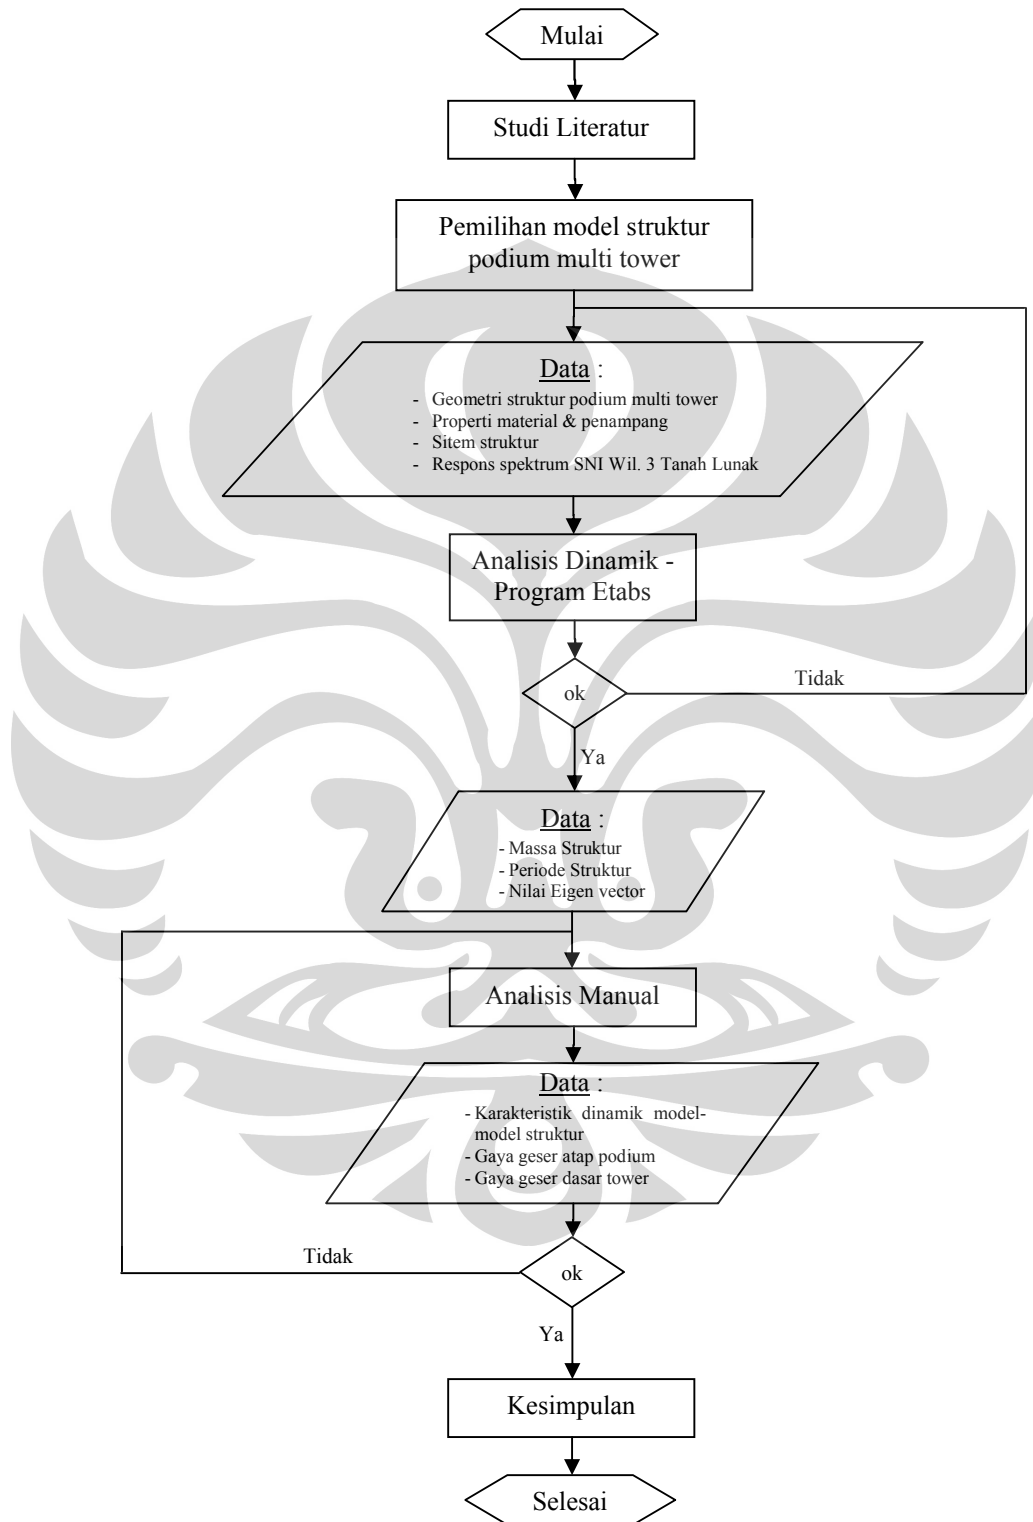 Mulai
Studi Literatur
Pemilihan model struktur
podium multi tower
Data :
- Geometri struktur podium multi tower
- Properti material & penampang
- Sitem struktur
- Respons spektrum SNI Wil. 3 Tanah Lunak
Analisis Dinamik -
Program Etabs
ok
Tidak
Ya
Data :
- Massa Struktur
- Periode Struktur
- Nilai Eigen vector
Analisis Manual
Data :
- Karakteristik dinamik model-
model struktur
- Gaya geser atap podium
- Gaya geser dasar tower
Tidak
ok
Ya
Kesimpulan
Selesai